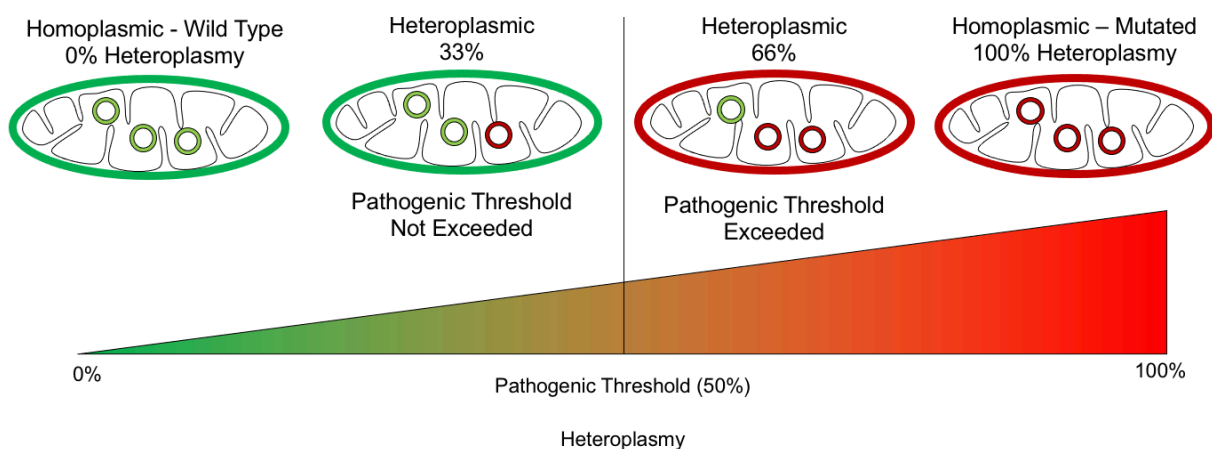 Homoplasmic - Wild Type
0% Heteroplasmy
Heteroplasmic
33%
Heteroplasmic
66%
Homoplasmic – Mutated
100% Heteroplasmy
Pathogenic Threshold
Not Exceeded
Pathogenic Threshold
Exceeded
0%
Pathogenic Threshold (50%)
100%
Heteroplasmy